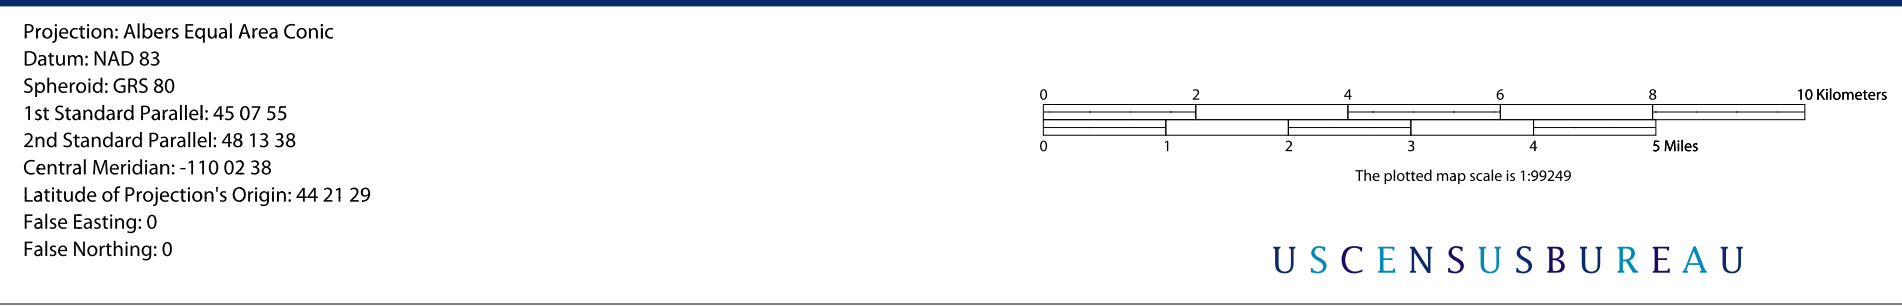 Projection: Albers Equal Area Conic
Datum: NAD 83
Spheroid: GRS 80
1st Standard Parallel: 45 07 55
2nd Standard Parallel: 48 13 38
Central Meridian: -110 02 38
Latitude of Projection's Origin: 44 21 29
False Easting: 0
False Northing: 0
0 2 4 6 8 10 Kilometers
0 1 2 3 4 5 Miles
The plotted map scale is 1:99249
USCENSUSBUREAU